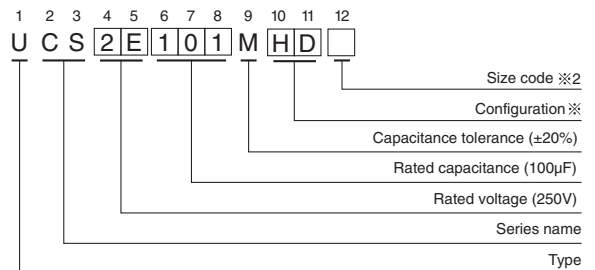 1 2 3 4 5 6 7 8 9 10 11 12
U C S 2 E 1 0 1 M H D
Size code ※2
Configuration※
Capacitance tolerance (±20%)
Rated capacitance (100µF)
Rated voltage (250V)
Series name
Type